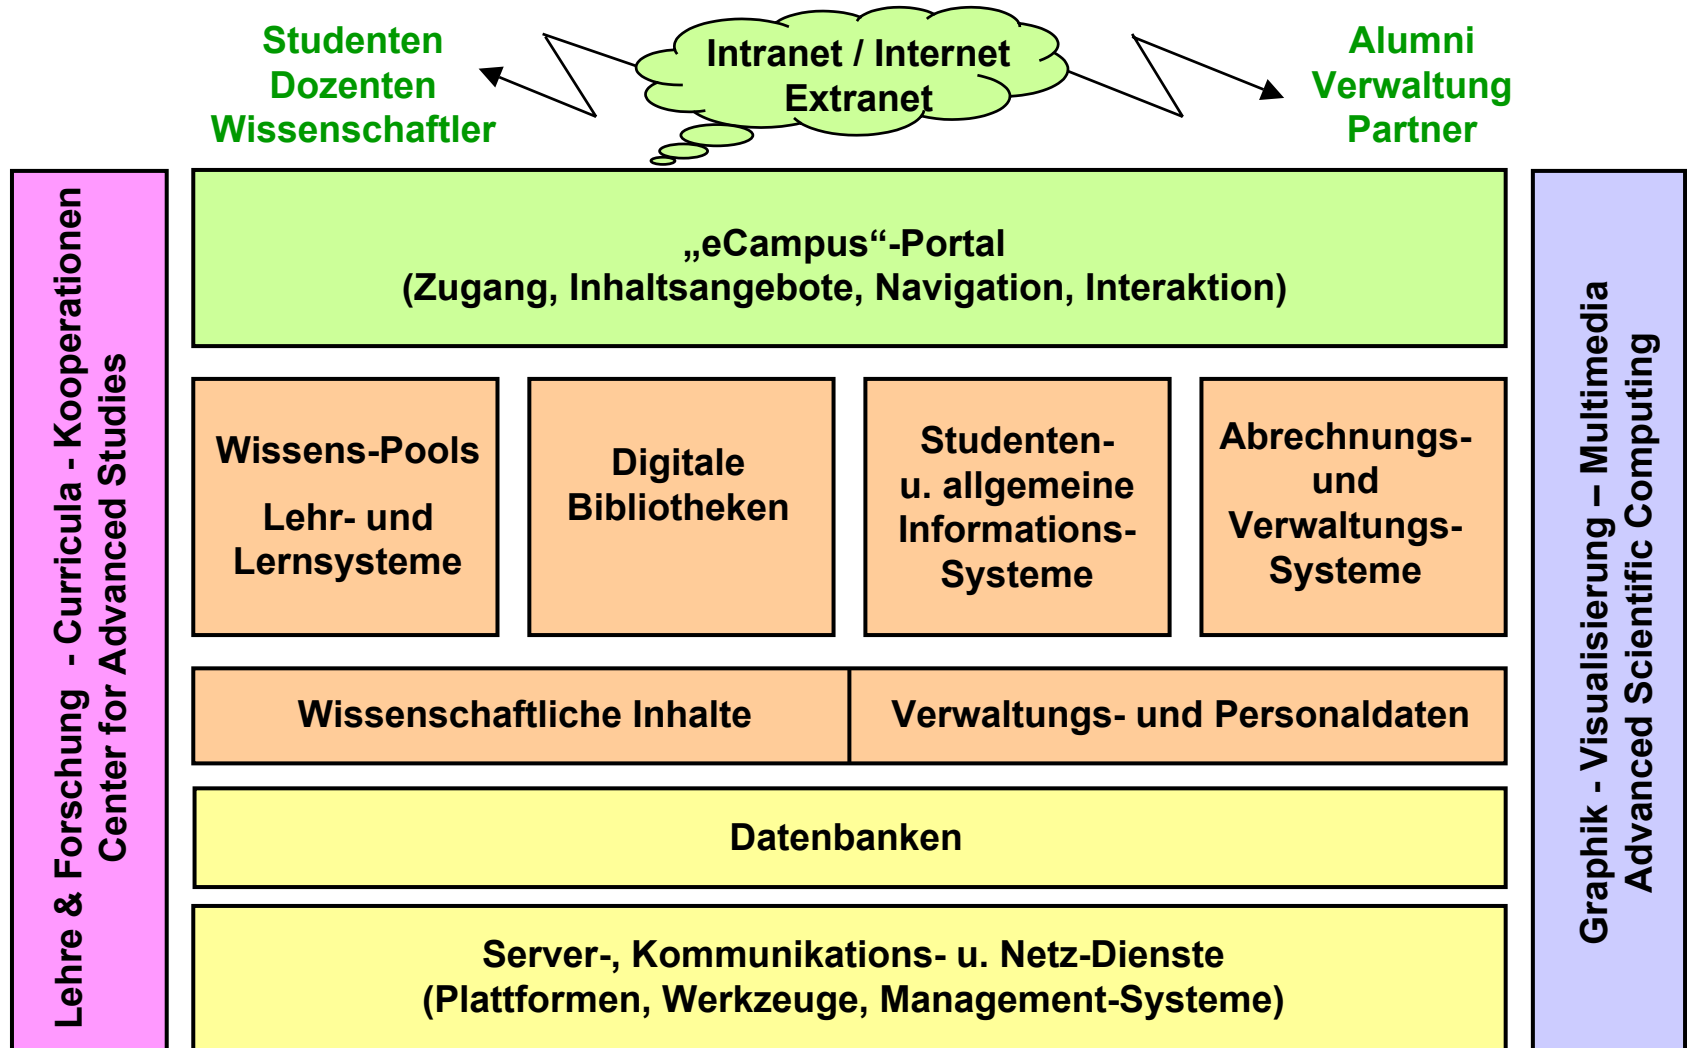 Studenten
Dozenten
Wissenschaftler
Intranet / Internet
Extranet
Alumni
Verwaltung
Partner
Lehre & Forschung - Curricula - Kooperationen
Center for Advanced Studies
„eCampus“-Portal
(Zugang, Inhaltsangebote, Navigation, Interaktion)
Wissens-Pools
Lehr- und
Lernsysteme
Digitale
Bibliotheken
Studenten-
u. allgemeine
Informations-
Systeme
Abrechnungs-
und
Verwaltungs-
Systeme
Wissenschaftliche Inhalte
Verwaltungs- und Personaldaten
Datenbanken
Server-, Kommunikations- u. Netz-Dienste
(Plattformen, Werkzeuge, Management-Systeme)
Graphik - Visualisierung – Multimedia
Advanced Scientific Computing